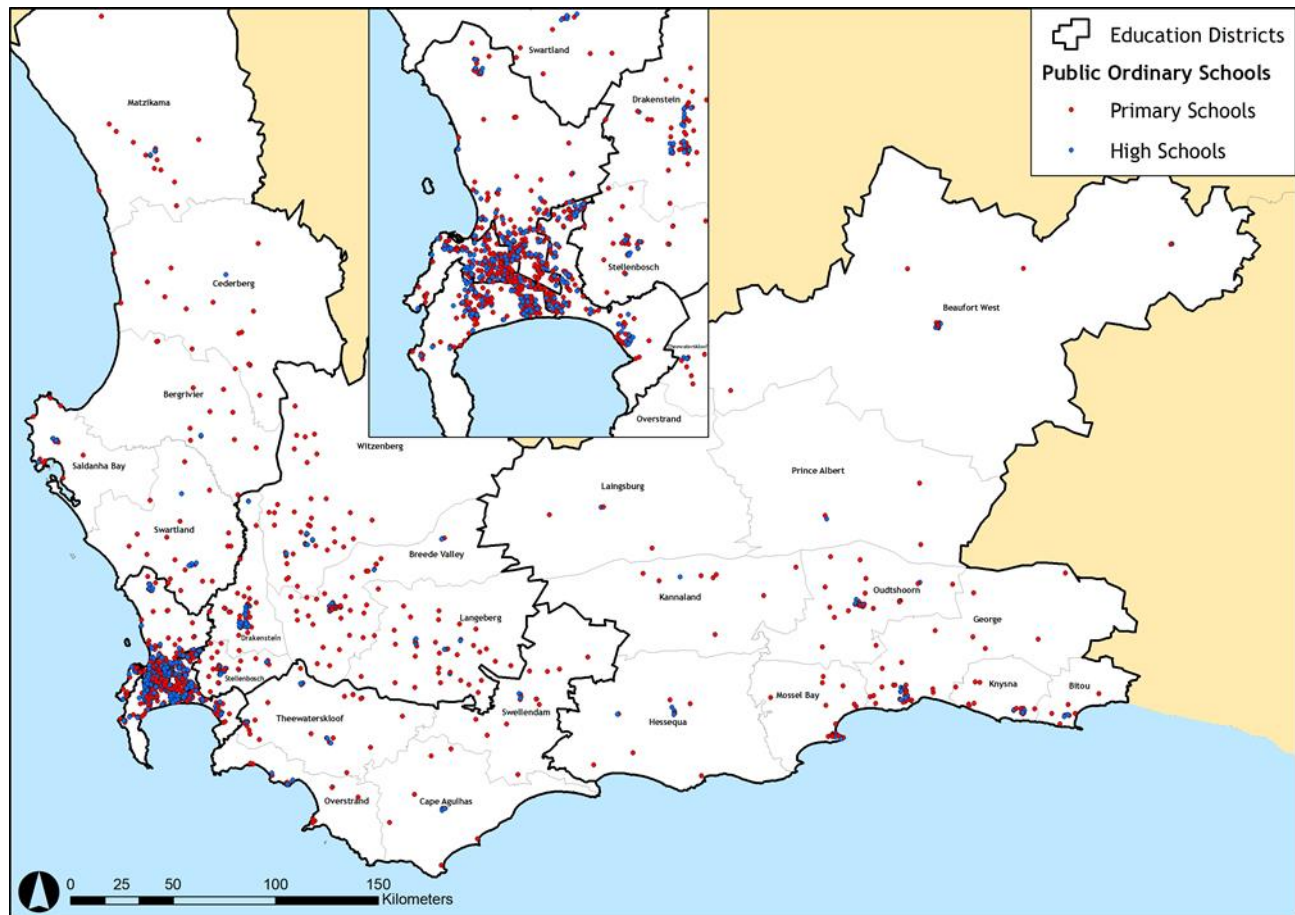 Education Districts
Public Ordinary Schools
Primary Schools
High Schools
Swartland
Drakenstein
Stellenbosch
Theewaterskloof
Overstrand
Matzikama
Cederberg
Bergrivier
Saldanha Bay
Swartland
Witzenberg
Breede Valley
Langeberg
Drakenstein
Stellenbosch
Theewaterskloof
Overstrand
Cape Agulhas
Swellendam
Beaufort West
Prince Albert
Laingsburg
Kannaland
Oudtshoorn
George
Hessequa
Mossel Bay
Knysna
Bitou
0 25 50 100 150
Kilometers